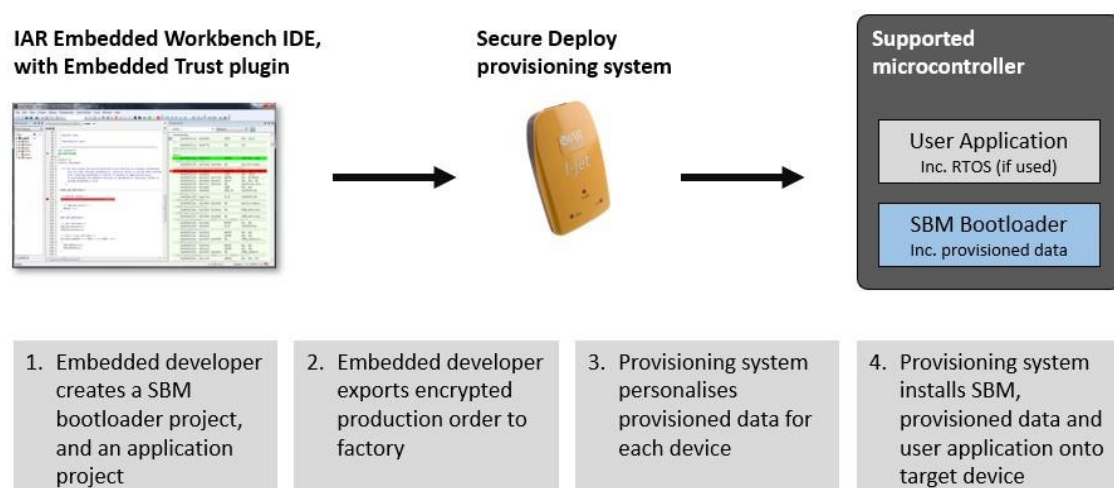 IAR Embedded Workbench IDE,
with Embedded Trust plugin
Secure Deploy
provisioning system
Supported
microcontroller
IAR
I-jet
User Application
Inc. RTOS (if used)
SBM Bootloader
Inc. provisioned data
1. Embedded developer
creates a SBM
bootloader project,
and an application
project
2. Embedded developer
exports encrypted
production order to
factory
3. Provisioning system
personalises
provisioned data for
each device
4. Provisioning system
installs SBM,
provisioned data and
user application onto
target device